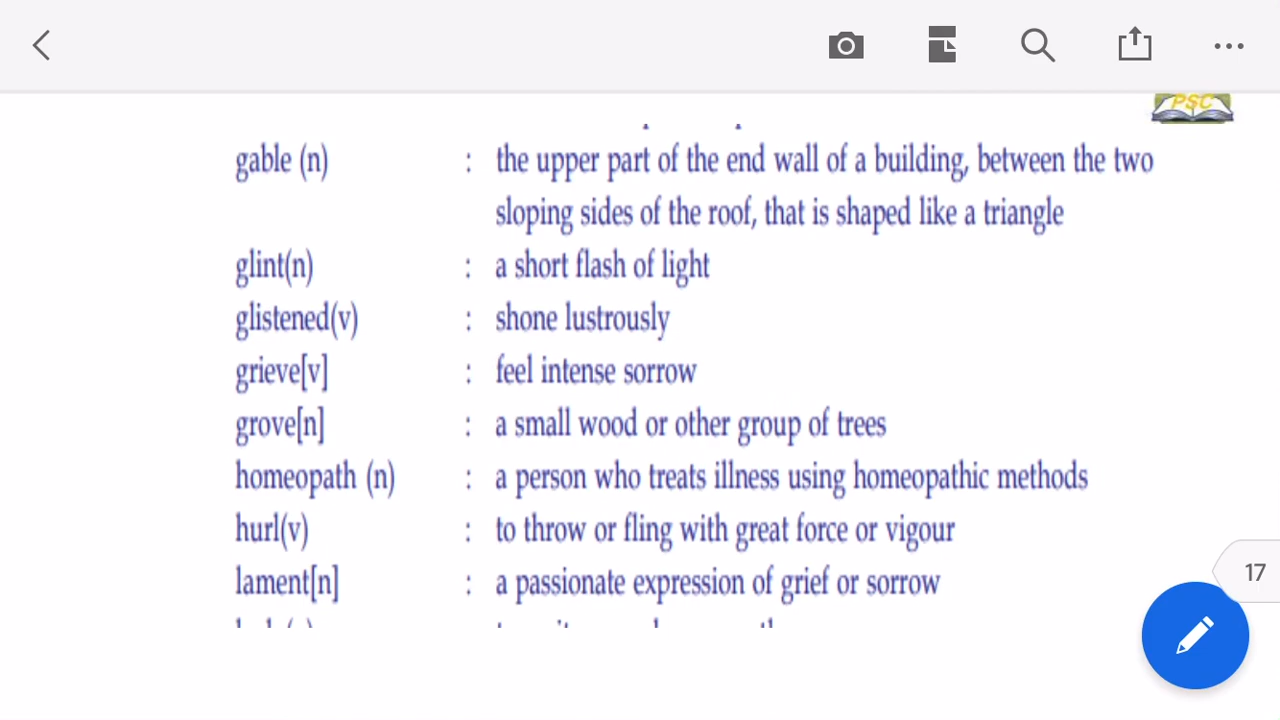 PSC
gable (n) : the upper part of the end wall of a building, between the two
sloping sides of the roof, that is shaped like a triangle
glint(n) : a short flash of light
glistened(v) : shone lustrously
grieve[v] : feel intense sorrow
grove[n] : a small wood or other group of trees
homeopath (n) : a person who treats illness using homeopathic methods
hurl(v) : to throw or fling with great force or vigour
lament[n] : a passionate expression of grief or sorrow
17